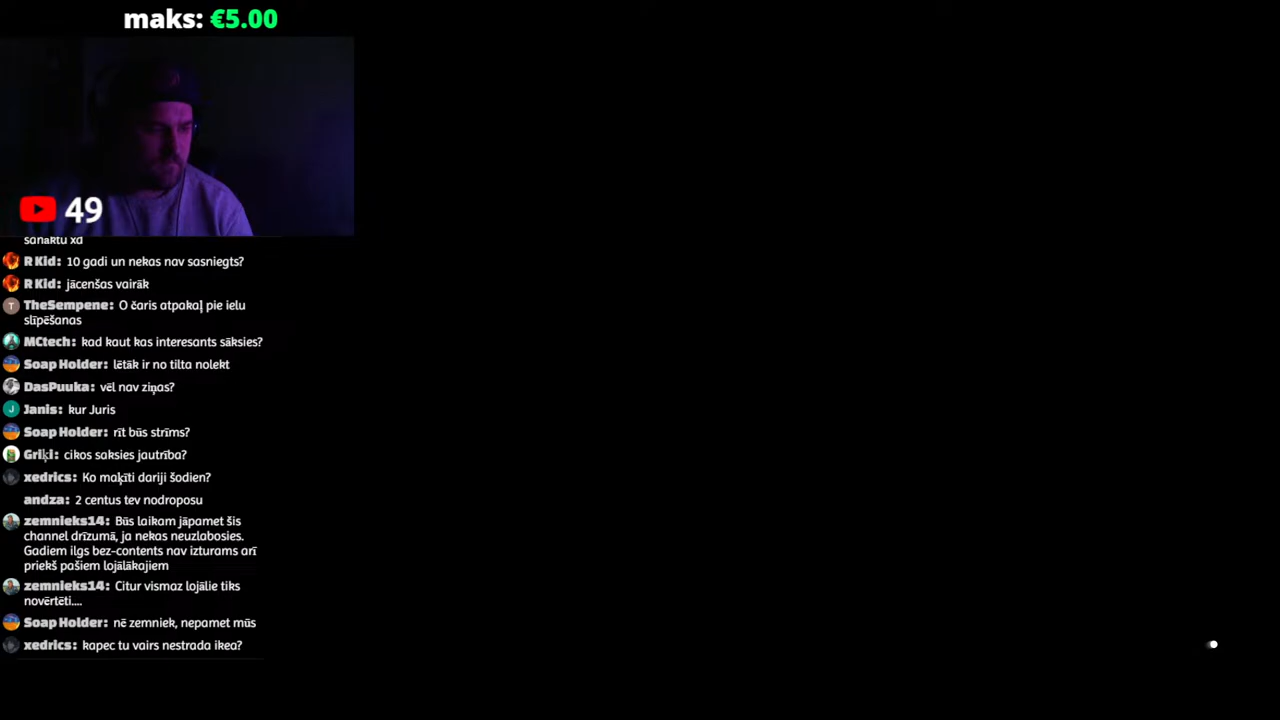 maks: €5.00
49
sanāktu xd
R Kid: 10 gadi un nekas nav sasniegts?
R Kid: jācenšas vairāk
T TheSempene: O čaris atpakaļ pie ielu
slīpēšanas
MCtech: kad kaut kas interesants sāksies?
Soap Holder: lētāk ir no tilta nolekt
DasPuuka: vēl nav ziņas?
J Janis: kur Juris
Soap Holder: rīt būs strīms?
Griķi: cikos saksies jautrība?
xedrics: Ko maķīti dariji šodien?
andza: 2 centus tev nodroposu
zemnieks14: Būs laikam jāpamet šis
channel drīzumā, ja nekas neuzlabosies.
Gadiem ilgs bez-contents nav izturams arī
priekš pašiem lojālākajiem
zemnieks14: Citur vismaz lojālie tiks
novērtēti....
Soap Holder: nē zemniek, nepamet mūs
xedrics: kapec tu vairs nestrada ikea?